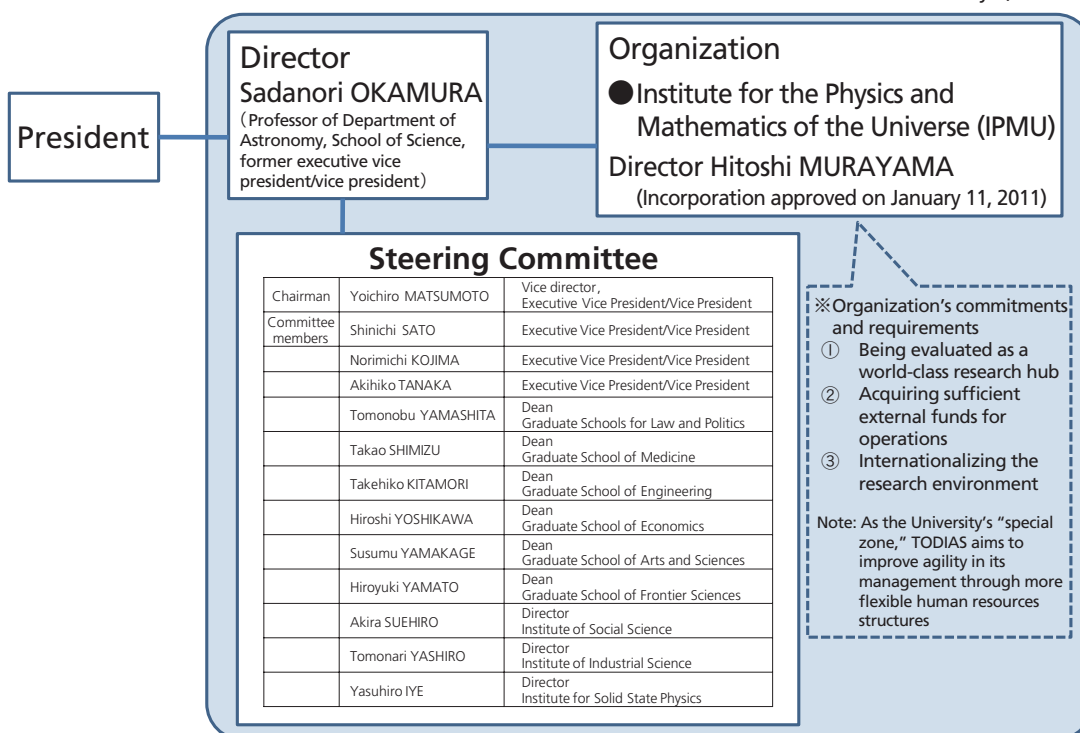 President
Director
Sadanori OKAMURA
(Professor of Department of
Astronomy, School of Science,
former executive vice
president/vice president)
Organization
●Institute for the Physics and
Mathematics of the Universe (IPMU)
Director Hitoshi MURAYAMA
(Incorporation approved on January 11, 2011)
Steering Committee
Chairman Yoichiro MATSUMOTO Vice director,
Executive Vice President/Vice President
Committee
members Shinichi SATO Executive Vice President/Vice President
Norimichi KOJIMA Executive Vice President/Vice President
Akihiko TANAKA Executive Vice President/Vice President
Tomonobu YAMASHITA Dean
Graduate Schools for Law and Politics
Takao SHIMIZU Dean
Graduate School of Medicine
Takehiko KITAMORI Dean
Graduate School of Engineering
Hiroshi YOSHIKAWA Dean
Graduate School of Economics
Susumu YAMAKAGE Dean
Graduate School of Arts and Sciences
Hiroyuki YAMATO Dean
Graduate School of Frontier Sciences
Akira SUEHIRO Director
Institute of Social Science
Tomonari YASHIRO Director
Institute of Industrial Science
Yasuhiro IYE Director
Institute for Solid State Physics
※Organization's commitments
and requirements
① Being evaluated as a
world-class research hub
② Acquiring sufficient
external funds for
operations
③ Internationalizing the
research environment
Note: As the University's "special
zone," TODIAS aims to
improve agility in its
management through more
flexible human resources
structures